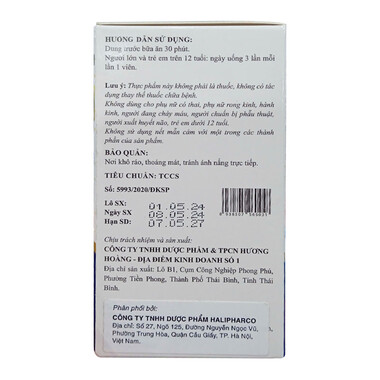 HƯỚNG DẪN SỬ DỤNG:
Dùng trước bữa ăn 30 phút.
Người lớn và trẻ em trên 12 tuổi: ngày uống 3 lần mỗi
lần 1 viên.
Lưu ý: Thực phẩm này không phải là thuốc, không có tác
dụng thay thế thuốc chữa bệnh.
Không dùng cho phụ nữ có thai, phụ nữ rong kinh, hành
kinh, người đang chảy máu, người chuẩn bị phẫu thuật,
người xuất huyết não, trẻ em dưới 12 tuổi.
Không sử dụng nếu mẫn cảm với một trong các thành
phần của sản phẩm.
BẢO QUẢN:
Nơi khô ráo, thoáng mát, tránh ánh nắng trực tiếp.
TIÊU CHUẨN: TCCS
Số: 5993/2020/ĐKSP
Lô SX: 01.05.24
Ngày SX 08.05.24
Hạn SD: 07.05.27
Chịu trách nhiệm và sản xuất:
CÔNG TY TNHH DƯỢC PHẨM & TPCN HƯƠNG
HOÀNG - ĐỊA ĐIỂM KINH DOANH SỐ 1
Địa chỉ sản xuất: Lô B1, Cụm Công Nghiệp Phong Phú,
Phường Tiền Phong, Thành Phố Thái Bình, Tỉnh Thái
Bình.
Phân phối bởi:
CÔNG TY TNHH DƯỢC PHẨM HALIPHARCO
Địa chỉ: Số 27, Ngõ 125, Đường Nguyễn Ngọc Vũ,
Phường Trung Hòa, Quận Cầu Giấy, TP. Hà Nội,
Việt Nam.